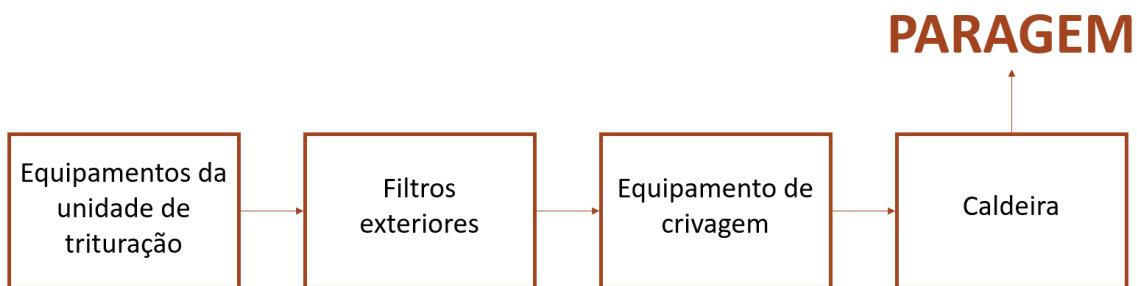 PARAGEM
Equipamentos da
unidade de
trituração
Filtros
exteriores
Equipamento de
crivagem
Caldeira